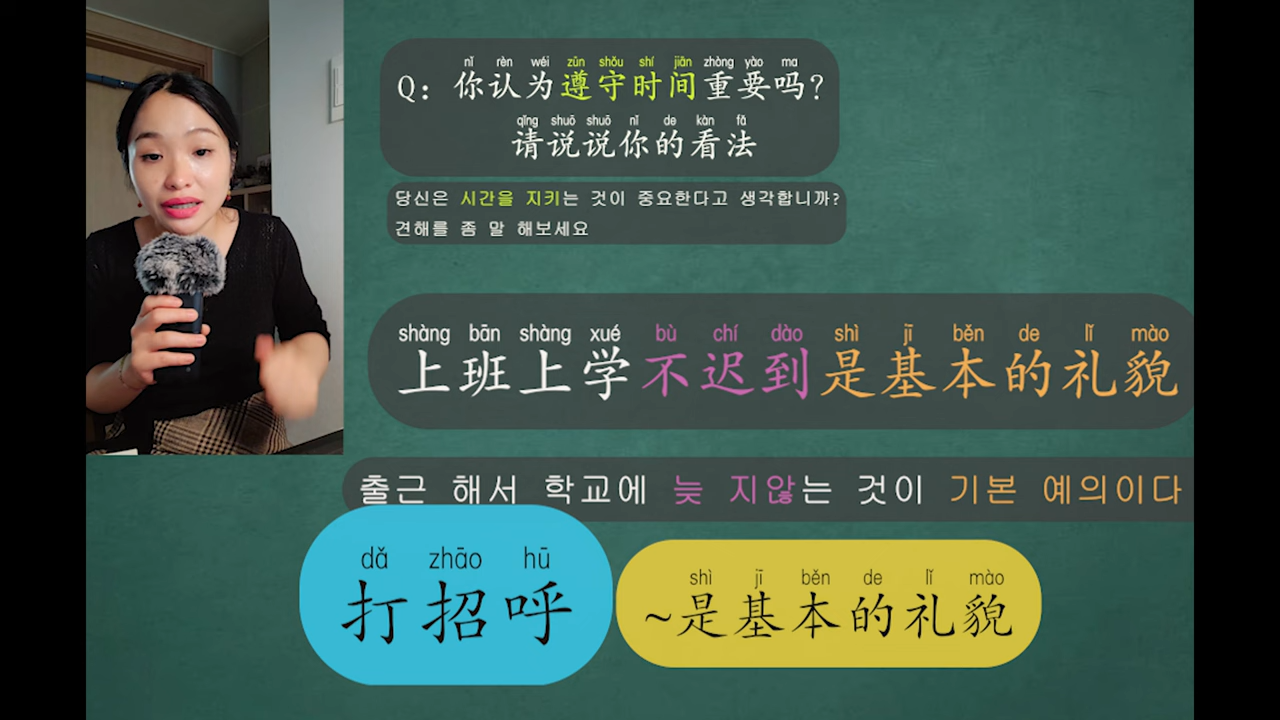 nǐ rèn wéi zūn shǒu shí jiān zhòng yào ma
Q：你认为遵守时间重要吗？
qǐng shuō shuō nǐ de kàn fǎ
请说说你的看法
당신은 시간을 지키는 것이 중요한다고 생각합니까?
견해를 좀 말 해보세요
shàng bān shàng xué bù chí dào shì jī běn de lǐ mào
上班上学不迟到是基本的礼貌
출근 해서 학교에 늦 지않는 것이 기본 예의이다
dǎ zhāo hū
打招呼
shì jī běn de lǐ mào
~是基本的礼貌